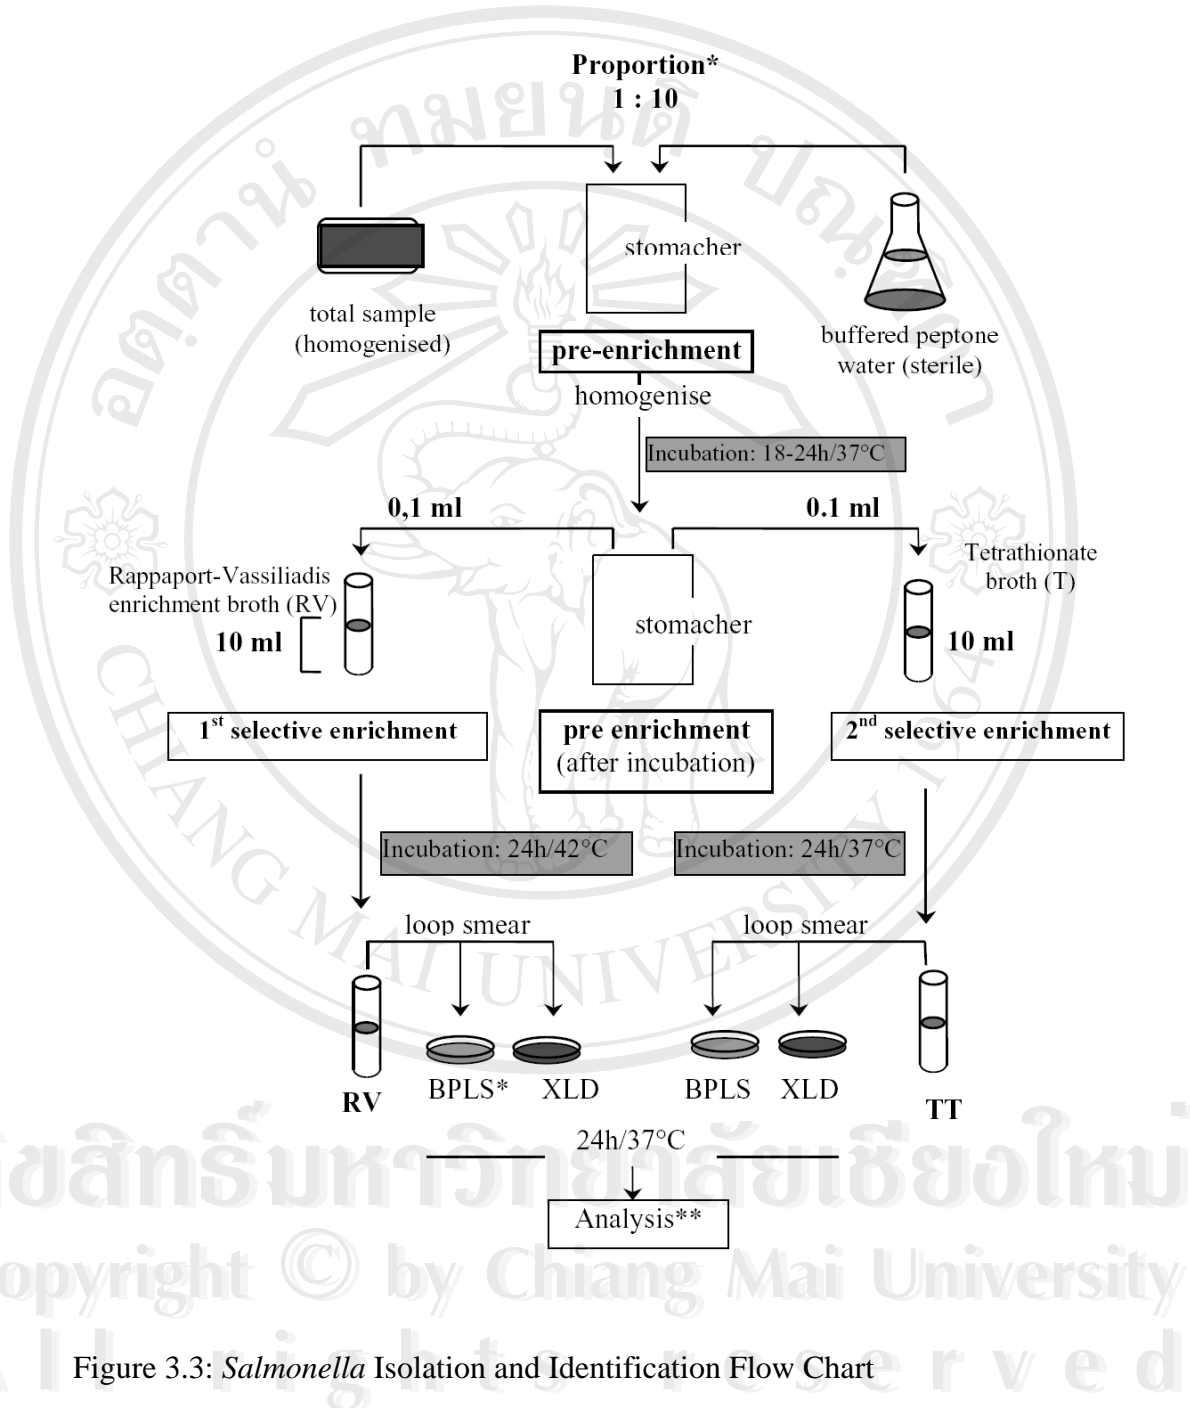 Proportion*
1 : 10
stomacher
total sample
(homogenised)
buffered peptone
water (sterile)
pre-enrichment
homogenise
Incubation: 18-24h/37°C
0,1 ml
0.1 ml
Rappaport-Vassiliadis
enrichment broth (RV)
10 ml
stomacher
Tetrathionate
broth (T)
10 ml
1st selective enrichment
pre enrichment
(after incubation)
2nd selective enrichment
Incubation: 24h/42°C
Incubation: 24h/37°C
loop smear
loop smear
RV
BPLS*
XLD
BPLS
XLD
TT
24h/37°C
Analysis**
CHIANG MAI UNIVERSITY 1964
Copyright © by Chiang Mai University
All rights reserved
Figure 3.3: Salmonella Isolation and Identification Flow Chart